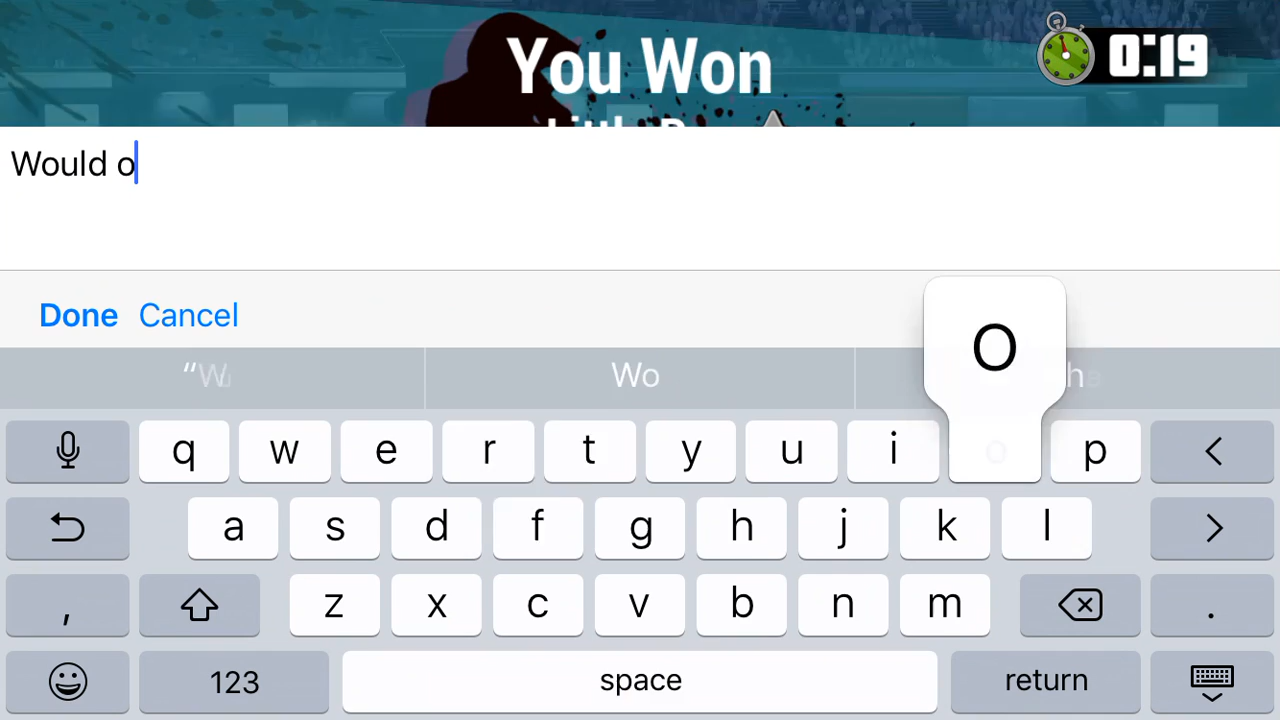 You Won
0:19
Would o
Done Cancel
"W Wo
O
q w e r t y u i o p <
a s d f g h j k l >
, z x c v b n m .
123 space return